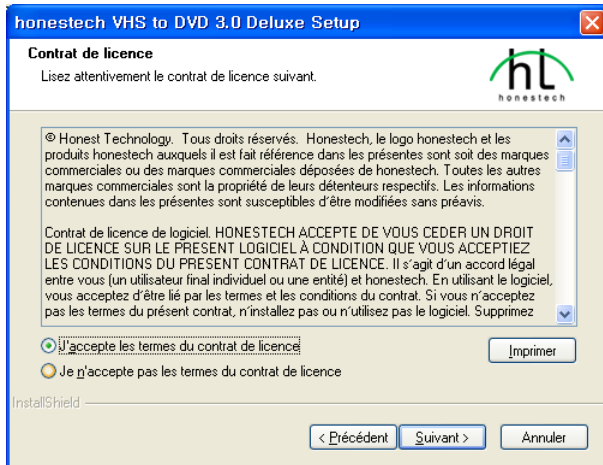 honestech VHS to DVD 3.0 Deluxe Setup
Contrat de licence
Lisez attentivement le contrat de licence suivant.
ht
honestech
© Honest Technology. Tous droits réservés. Honestech, le logo honestech et les
produits honestech auxquels il est fait référence dans les présentes sont soit des marques
commerciales ou des marques commerciales déposées de honestech. Toutes les autres
marques commerciales sont la propriété de leurs détenteurs respectifs. Les informations
contenues dans les présentes sont susceptibles d'être modifiées sans préavis.
Contrat de licence de logiciel. HONESTECH ACCEPTE DE VOUS CEDER UN DROIT
DE LICENCE SUR LE PRESENT LOGICIEL À CONDITION QUE VOUS ACCEPTIEZ
LES CONDITIONS DU PRESENT CONTRAT DE LICENCE. Il s'agit d'un accord légal
entre vous (un utilisateur final individuel ou une entité) et honestech. En utilisant le logiciel,
vous acceptez d'être lié par les termes et les conditions du contrat. Si vous n'acceptez
pas les termes du présent contrat, n'installez pas ou n'utilisez pas le logiciel. Supprimez
J'accepte les termes du contrat de licence
Imprimer
Je n'accepte pas les termes du contrat de licence
InstallShield
< Précédent
Suivant >
Annuler